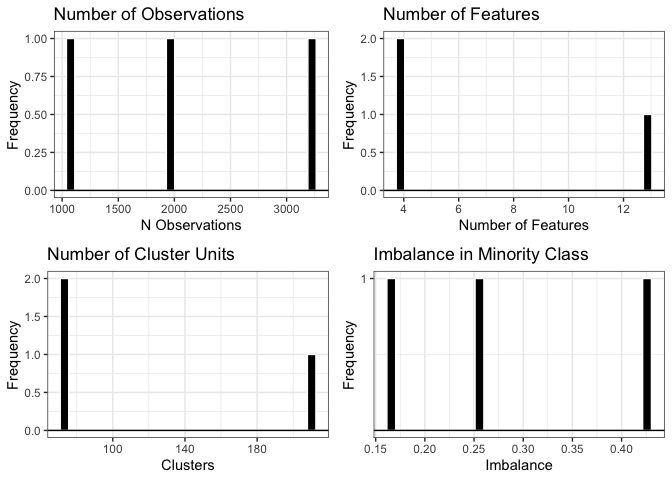 Number of Observations
1.00
0.75
0.50
0.25
0.00
Frequency
1000 1500 2000 2500 3000
N Observations
Number of Features
2.0
1.5
1.0
0.5
0.0
Frequency
4 6 8 10 12
Number of Features
Number of Cluster Units
2.0
1.5
1.0
0.5
0.0
Frequency
100 140 180
Clusters
Imbalance in Minority Class
1
Frequency
0.15 0.20 0.25 0.30 0.35 0.40
Imbalance